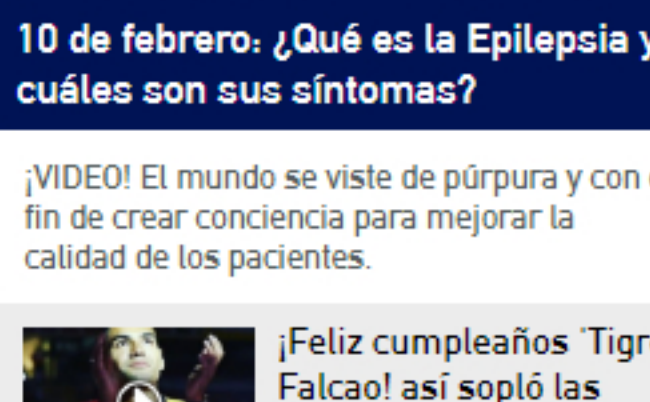 10 de febrero: ¿Qué es la Epilepsia y
cuáles son sus síntomas?
¡VIDEO! El mundo se viste de púrpura y con
fin de crear conciencia para mejorar la
calidad de los pacientes.
¡Feliz cumpleaños 'Tigr
Falcao! así sopló las